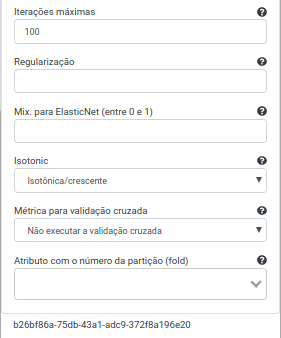 Iterações máximas
100
Regularização
Mix. para ElasticNet (entre 0 e 1)
Isotonic
Isotônica/crescente
Métrica para validação cruzada
Não executar a validação cruzada
Atributo com o número da partição (fold)
b26bf86a-75db-43a1-adc9-372f8a196e20